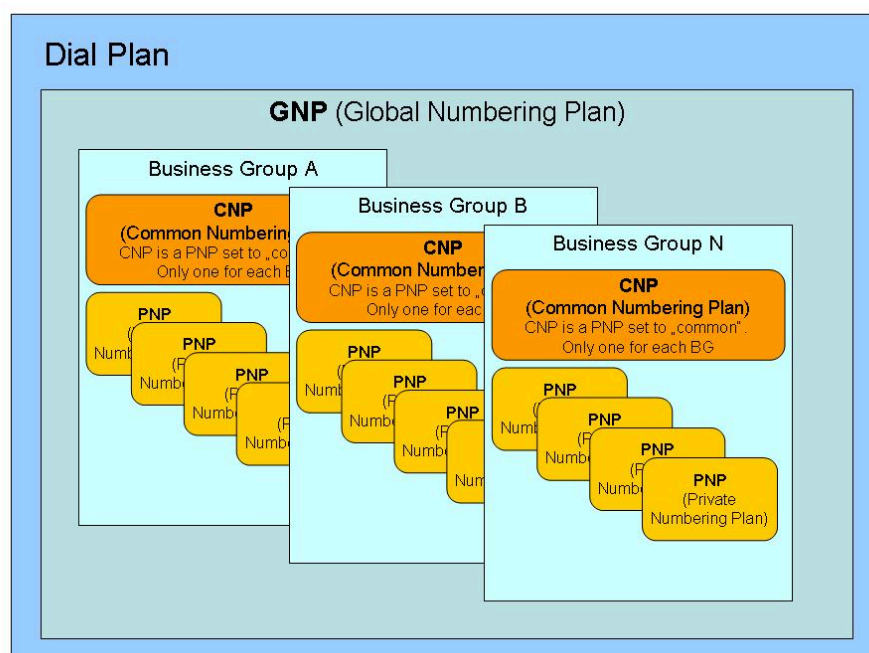 Dial Plan
GNP (Global Numbering Plan)
Business Group A
CNP
(Common Numbering
CNP is a PNP set to
Only one for each
PNP
PNP
PNP
Business Group B
CNP
(Common
CNP is a PNP set to
Only one for each
PNP
PNP
PNP
Business Group N
CNP
(Common Numbering Plan)
CNP is a PNP set to „common“ .
Only one for each BG
PNP
PNP
PNP
PNP
(Private
Numbering Plan)